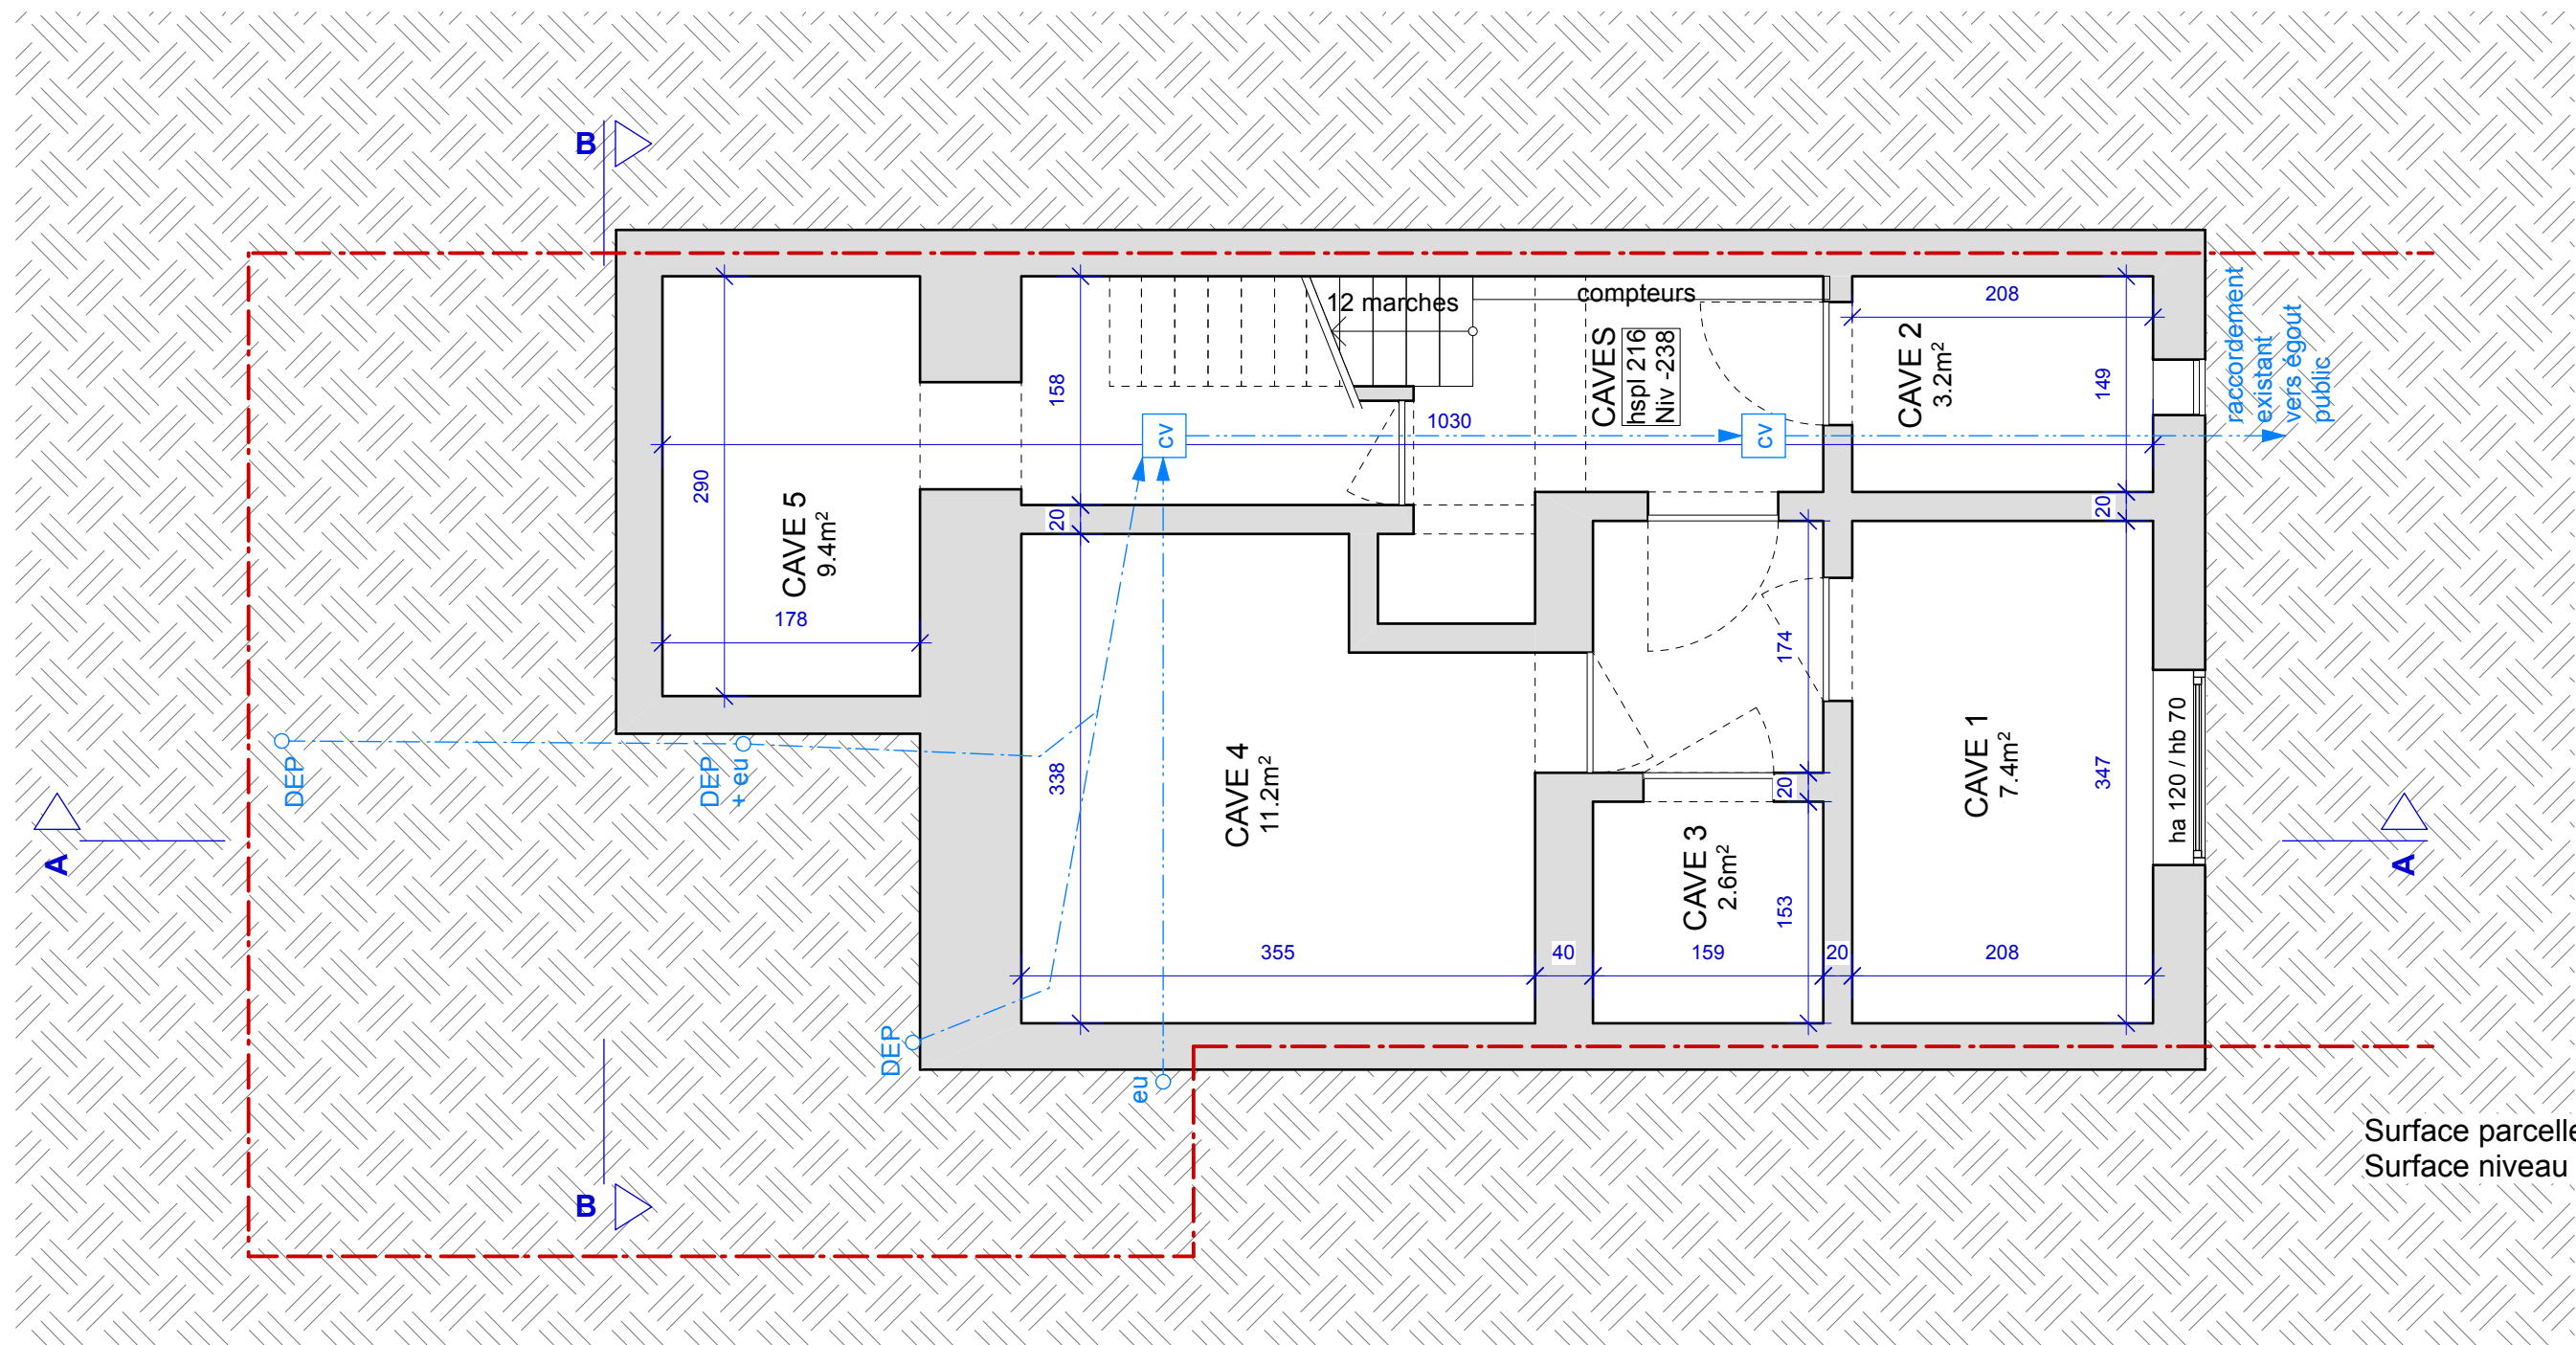 B
12 marches
compteurs
208
CAVES
hspl 216
Niv -238
CAVE 2
3.2m²
149
158
1030
cv
cv
raccordement
existant
vers égout
public
290
20
20
CAVE 5
9.4m²
178
174
338
CAVE 4
11.2m²
CAVE 1
7.4m²
347
ha 120 / hb 70
DEP
DEP
+ eu
20
A
A
CAVE 3
2.6m²
153
355
40
159
20
208
DEP
eu
B
Surface parcelle
Surface niveau